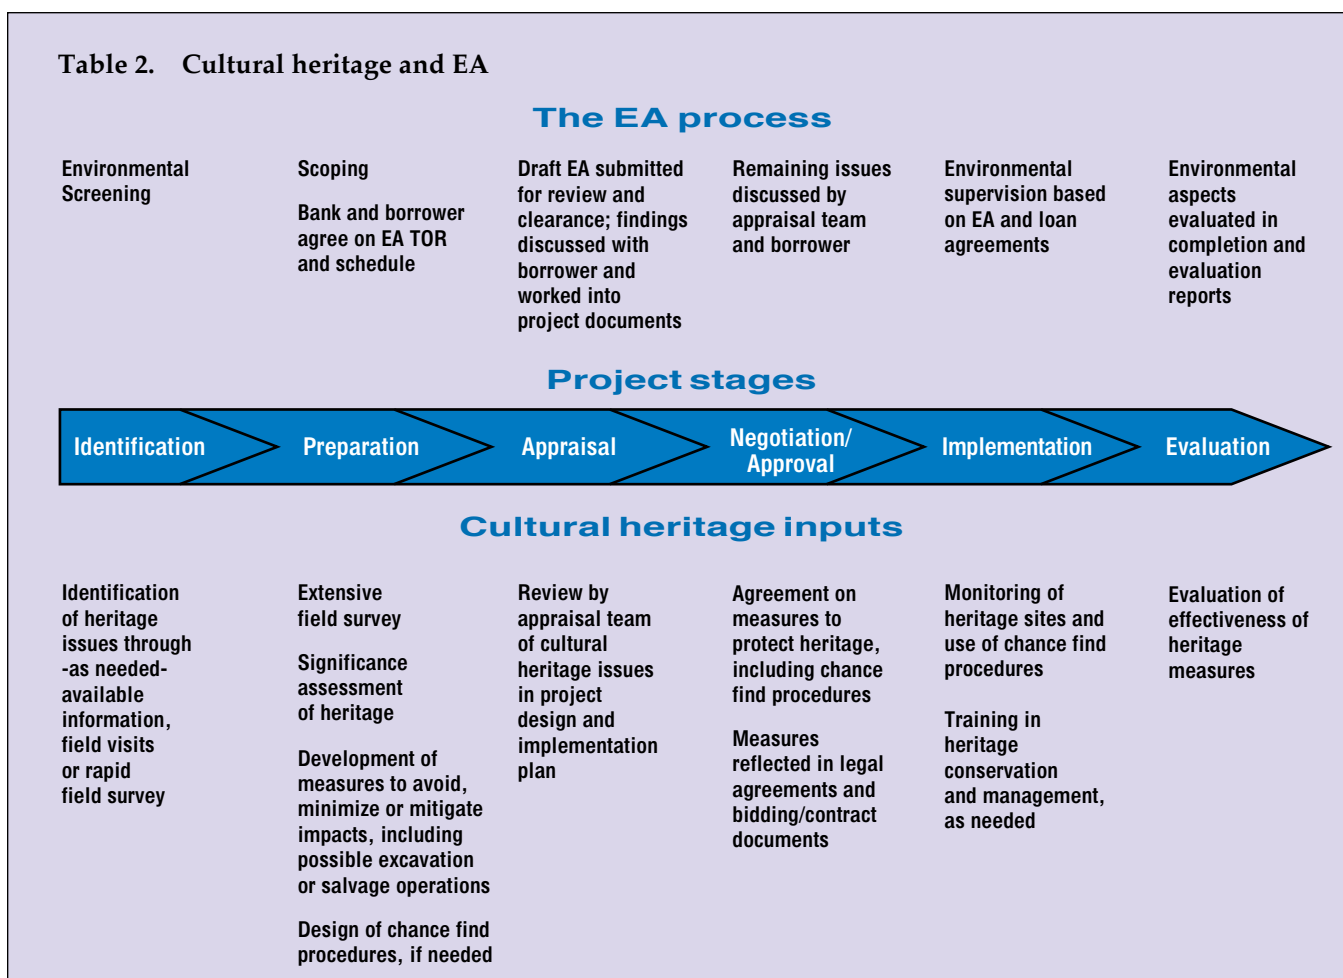 Table 2. Cultural heritage and EA
The EA process
Environmental
Screening
Scoping
Bank and borrower
agree on EA TOR
and schedule
Draft EA submitted
for review and
clearance; findings
discussed with
borrower and
worked into
project documents
Remaining issues
discussed by
appraisal team
and borrower
Environmental
supervision based
on EA and loan
agreements
Environmental
aspects
evaluated in
completion and
evaluation
reports
Project stages
Identification
Preparation
Appraisal
Negotiation/
Approval
Implementation
Evaluation
Cultural heritage inputs
Identification
of heritage
issues through
-as needed-
available
information,
field visits
or rapid
field survey
Extensive
field survey
Significance
assessment
of heritage
Development of
measures to avoid,
minimize or mitigate
impacts, including
possible excavation
or salvage operations
Design of chance find
procedures, if needed
Review by
appraisal team
of cultural
heritage issues
in project
design and
implementation
plan
Agreement on
measures to
protect heritage,
including chance
find procedures
Measures
reflected in legal
agreements and
bidding/contract
documents
Monitoring of
heritage sites and
use of chance find
procedures
Training in
heritage
conservation
and management,
as needed
Evaluation of
effectiveness of
heritage
measures